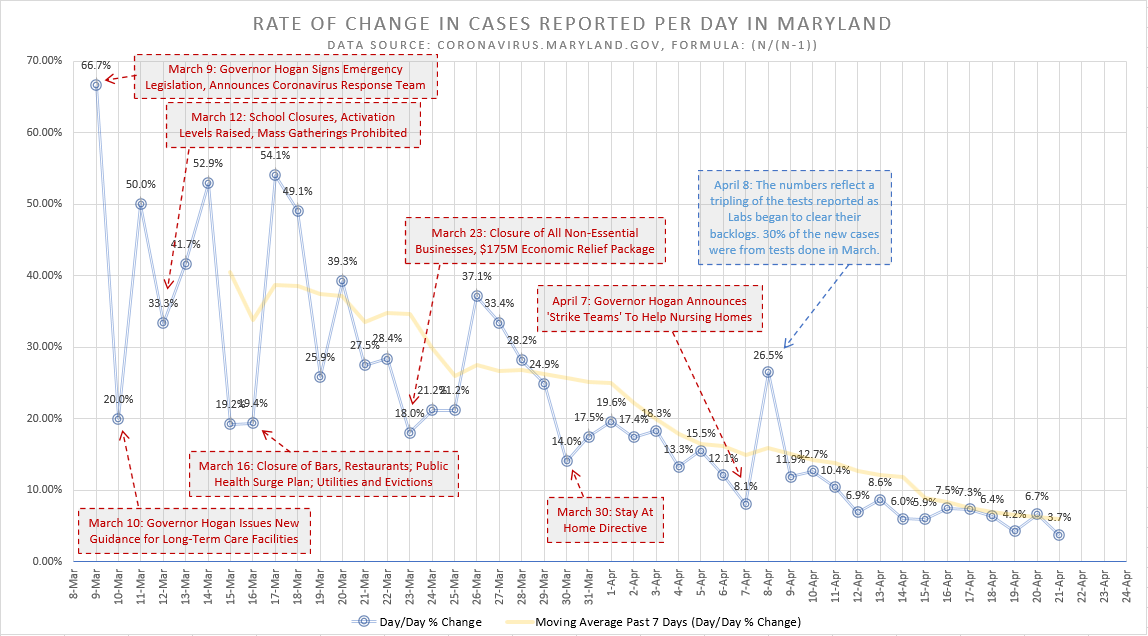 RATE OF CHANGE IN CASES REPORTED PER DAY IN MARYLAND
DATA SOURCE: CORONAVIRUS.MARYLAND.GOV, FORMULA: (N/(N-1))
70.00%
60.00%
50.00%
40.00%
30.00%
20.00%
10.00%
0.00%
66.7%
20.0%
50.0%
33.3%
41.7%
52.9%
19.2%
19.4%
54.1%
49.1%
25.9%
39.3%
27.5%
28.4%
18.0%
21.2%
21.2%
37.1%
33.4%
28.2%
24.9%
14.0%
17.5%
19.6%
17.4%
18.3%
13.3%
15.5%
12.1%
8.1%
26.5%
11.9%
12.7%
10.4%
6.9%
8.6%
6.0%
5.9%
7.5%
7.3%
6.4%
4.2%
6.7%
3.7%
March 9: Governor Hogan Signs Emergency
Legislation, Announces Coronavirus Response Team
March 12: School Closures, Activation
Levels Raised, Mass Gatherings Prohibited
March 23: Closure of All Non-Essential
Businesses, $175M Economic Relief Package
April 8: The numbers reflect a
tripling of the tests reported as
Labs began to clear their
backlogs. 30% of the new cases
were from tests done in March.
April 7: Governor Hogan Announces
'Strike Teams' To Help Nursing Homes
March 16: Closure of Bars, Restaurants; Public
Health Surge Plan; Utilities and Evictions
March 10: Governor Hogan Issues New
Guidance for Long-Term Care Facilities
March 30: Stay At
Home Directive
8-Mar
9-Mar
10-Mar
11-Mar
12-Mar
13-Mar
14-Mar
15-Mar
16-Mar
17-Mar
18-Mar
19-Mar
20-Mar
21-Mar
22-Mar
23-Mar
24-Mar
25-Mar
26-Mar
27-Mar
28-Mar
29-Mar
30-Mar
31-Mar
1-Apr
2-Apr
3-Apr
4-Apr
5-Apr
6-Apr
7-Apr
8-Apr
9-Apr
10-Apr
11-Apr
12-Apr
13-Apr
14-Apr
15-Apr
16-Apr
17-Apr
18-Apr
19-Apr
20-Apr
21-Apr
22-Apr
23-Apr
24-Apr
Day/Day % Change
Moving Average Past 7 Days (Day/Day % Change)